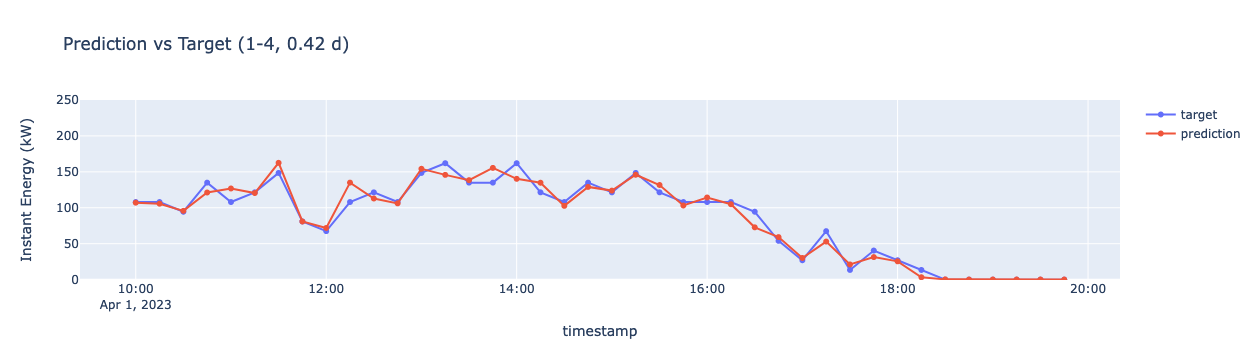 Prediction vs Target (1-4, 0.42 d)
target
prediction
Instant Energy (kW)
250
200
150
100
50
0
10:00
12:00
14:00
16:00
18:00
20:00
Apr 1, 2023
timestamp